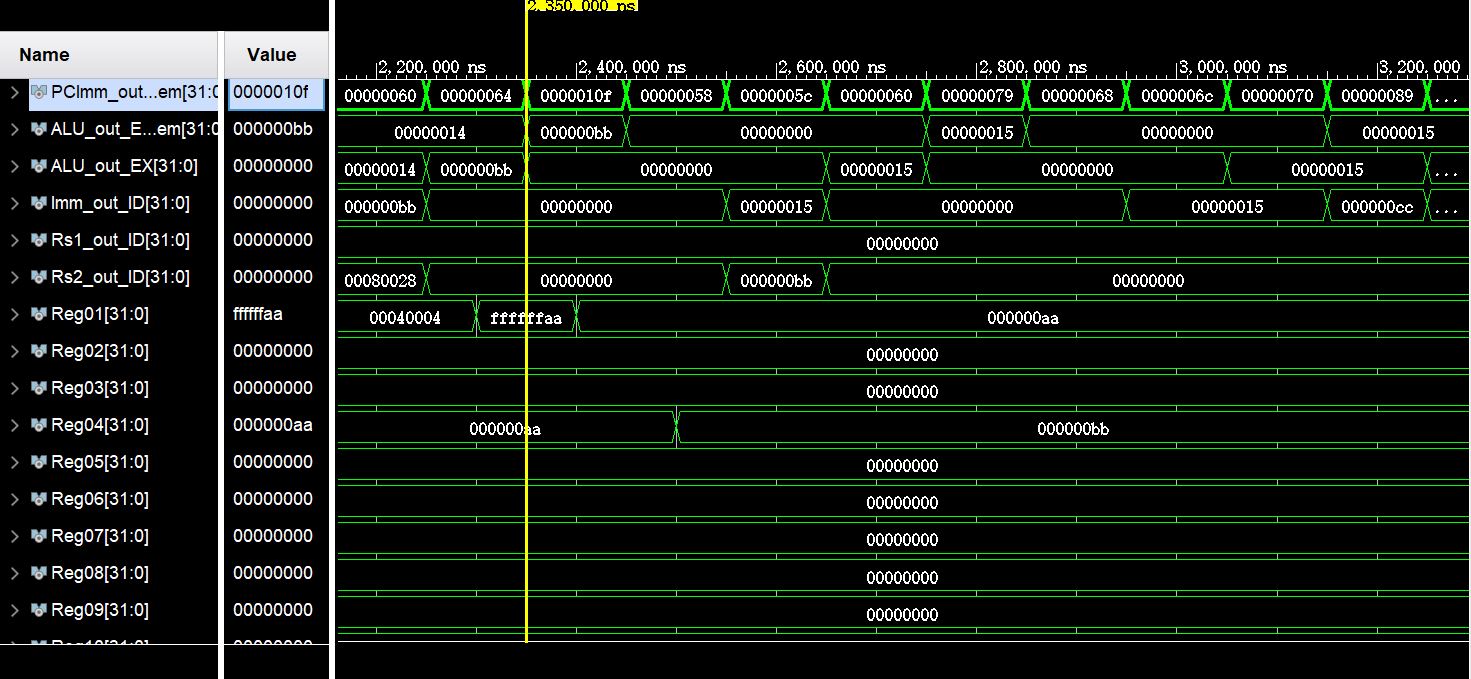 2,350.000 ns
Name Value
2,200.000 ns 2,400.000 ns 2,600.000 ns 2,800.000 ns 3,000.000 ns 3,200.000
PCImm_out...em[31:0 0000010f 00000060 00000064 0000010f 00000058 0000005c 00000060 00000079 00000068 0000006c 00000070 00000089 ...
ALU_out_E...em[31:0 000000bb 00000014 000000bb 00000000 00000015 00000000 00000015
ALU_out_EX[31:0] 00000000 00000014 000000bb 00000000 00000015 00000000 00000015 ...
Imm_out_ID[31:0] 00000000 000000bb 00000000 00000015 00000000 00000015 000000cc ...
Rs1_out_ID[31:0] 00000000 00000000
Rs2_out_ID[31:0] 00000000 00080028 00000000 000000bb 00000000
Reg01[31:0] ffffffaa 00040004 ffffffaa 000000aa
Reg02[31:0] 00000000 00000000
Reg03[31:0] 00000000 00000000
Reg04[31:0] 000000aa 000000aa 000000bb
Reg05[31:0] 00000000 00000000
Reg06[31:0] 00000000 00000000
Reg07[31:0] 00000000 00000000
Reg08[31:0] 00000000 00000000
Reg09[31:0] 00000000 00000000